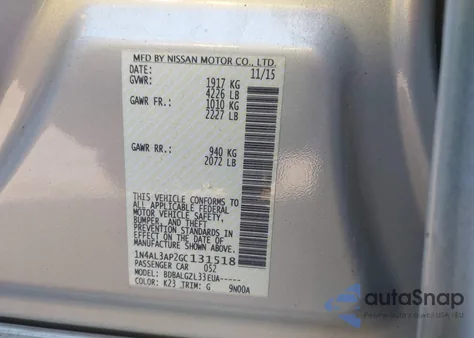 MFD BY NISSAN MOTOR CO., LTD.
DATE: 11/15
GVWR: 1917 KG
4226 LB
GAWR FR.: 1010 KG
2227 LB
GAWR RR.: 940 KG
2072 LB
THIS VEHICLE CONFORMS TO
ALL APPLICABLE FEDERAL
MOTOR VEHICLE SAFETY,
BUMPER, AND THEFT
PREVENTION STANDARDS IN
EFFECT ON THE DATE OF
MANUFACTURE SHOWN ABOVE.
1N4AL3AP2GC131518
PASSENGER CAR 052
MODEL: BDBALGZL33EUA-----
COLOR: K23 TRIM: G 9N00A
autoSnap